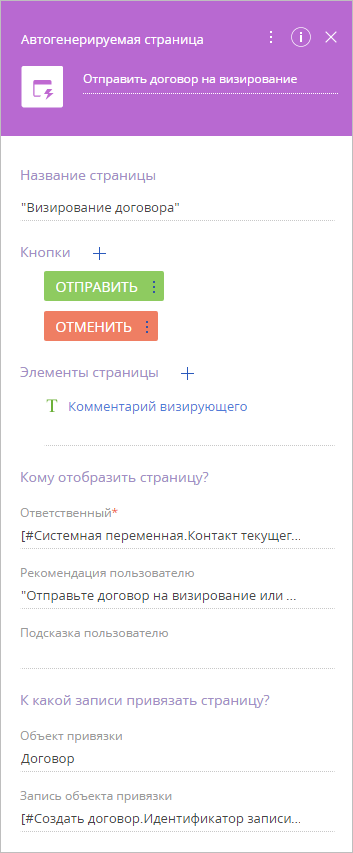 Автогенерируемая страница
Отправить договор на визирование
Название страницы
"Визирование договора"
Кнопки
ОТПРАВИТЬ
ОТМЕНИТЬ
Элементы страницы
T Комментарий визирующего
Кому отобразить страницу?
Ответственный*
[#Системная переменная.Контакт текущег...
Рекомендация пользователю
"Отправьте договор на визирование или ...
Подсказка пользователю
К какой записи привязать страницу?
Объект привязки
Договор
Запись объекта привязки
[#Создать договор.Идентификатор записи...